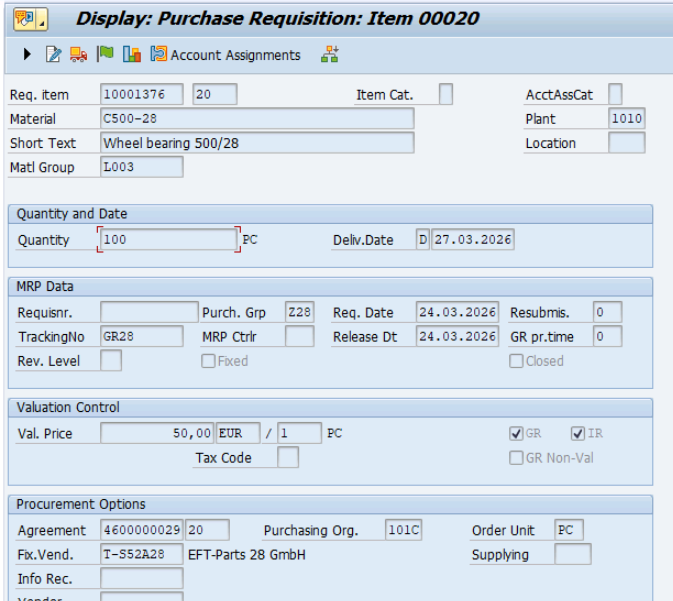 Display: Purchase Requisition: Item 00020
Account Assignments
Req. item 10001376 20 Item Cat. AcctAssCat
Material C500-28 Plant 1010
Short Text Wheel bearing 500/28 Location
Matl Group L003
Quantity and Date
Quantity 100 PC Deliv.Date D 27.03.2026
MRP Data
Requisnr. Purch. Grp Z28 Req. Date 24.03.2026 Resubmis. 0
TrackingNo GR28 MRP Ctrlr Release Dt 24.03.2026 GR pr.time 0
Rev. Level Fixed Closed
Valuation Control
Val. Price 50,00 EUR / 1 PC GR IR
Tax Code GR Non-Val
Procurement Options
Agreement 4600000029 20 Purchasing Org. 101C Order Unit PC
Fix.Vend. T-S52A28 EFT-Parts 28 GmbH Supplying
Info Rec.
Vendor